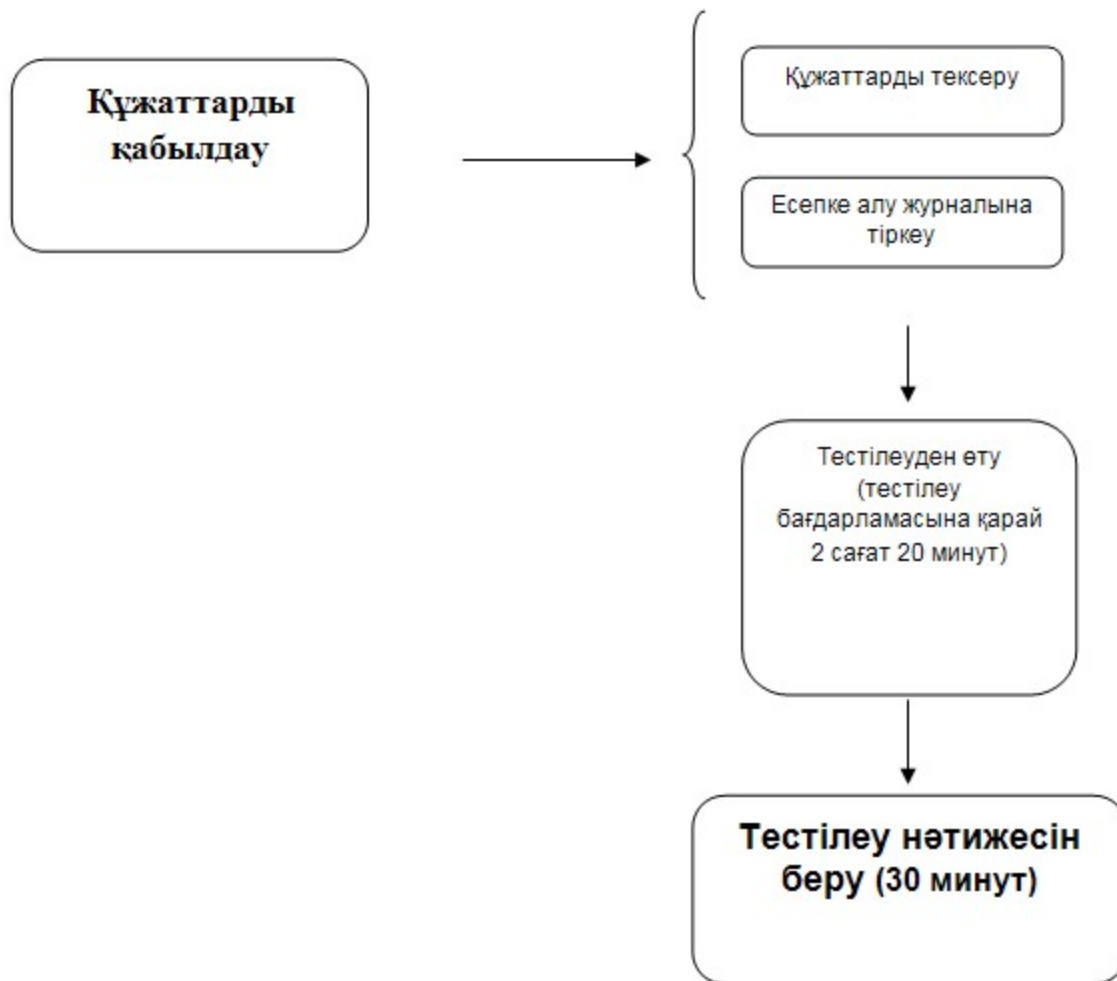 Құжаттарды
қабылдау
Құжаттарды тексеру
Есепке алу журналына
тіркеу
Тестілеуден өту
(тестілеу
бағдарламасына қарай
2 сағат 20 минут)
Тестілеу нәтижесін
беру (30 минут)